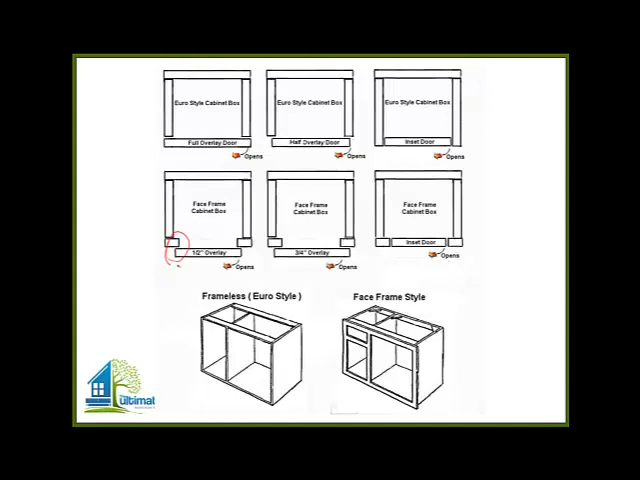 Euro Style Cabinet Box
Euro Style Cabinet Box
Euro Style Cabinet Box
Full Overlay Door
Half Overlay Door
Inset Door
Opens
Opens
Opens
Face Frame
Cabinet Box
Face Frame
Cabinet Box
Face Frame
Cabinet Box
1/2" Overlay
3/4" Overlay
Inset Door
Opens
Opens
Opens
Frameless ( Euro Style )
Face Frame Style
ULTIMAT